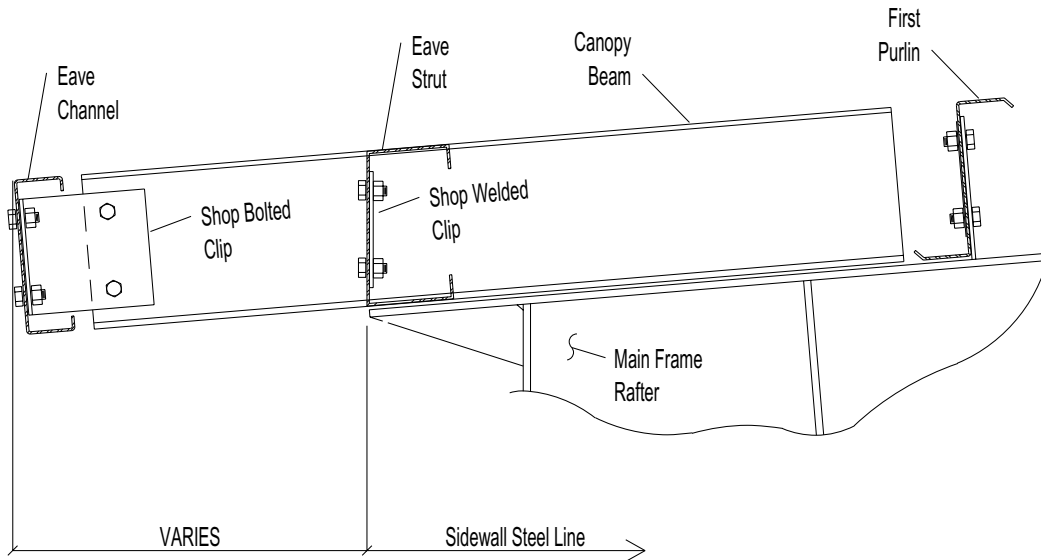 First
Purlin
Canopy
Beam
Eave
Strut
Eave
Channel
Shop Bolted
Clip
Shop Welded
Clip
Main Frame
Rafter
VARIES
Sidewall Steel Line